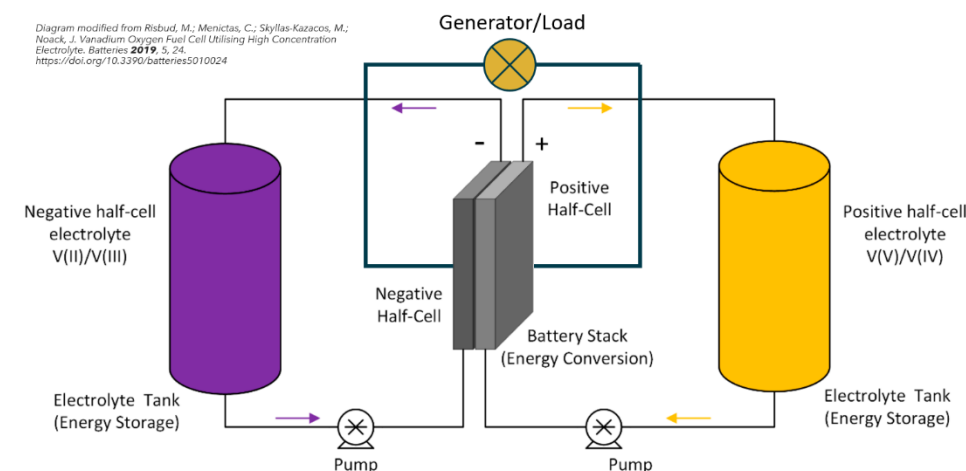 Diagram modified from Risbud, M.; Menictas, C.; Skyllas-Kazacos, M.;
Noack, J. Vanadium Oxygen Fuel Cell Utilising High Concentration
Electrolyte. Batteries 2019, 5, 24.
https://doi.org/10.3390/batteries5010024
Generator/Load
-
+
Negative half-cell
electrolyte
V(II)/V(III)
Positive
Half-Cell
Positive half-cell
electrolyte
V(V)/V(IV)
Negative
Half-Cell
Battery Stack
(Energy Conversion)
Electrolyte Tank
(Energy Storage)
Electrolyte Tank
(Energy Storage)
Pump
Pump